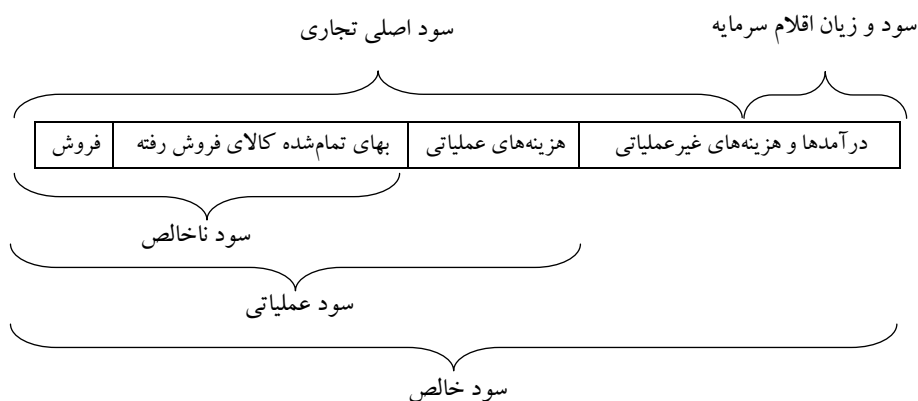 سود و زیان اقلام سرمایه
سود اصلی تجاری
درآمدها و هزینه‌های غیرعملیاتی
هزینه‌های عملیاتی
بهای تمام‌شده کالای فروش رفته
فروش
سود ناخالص
سود عملیاتی
سود خالص